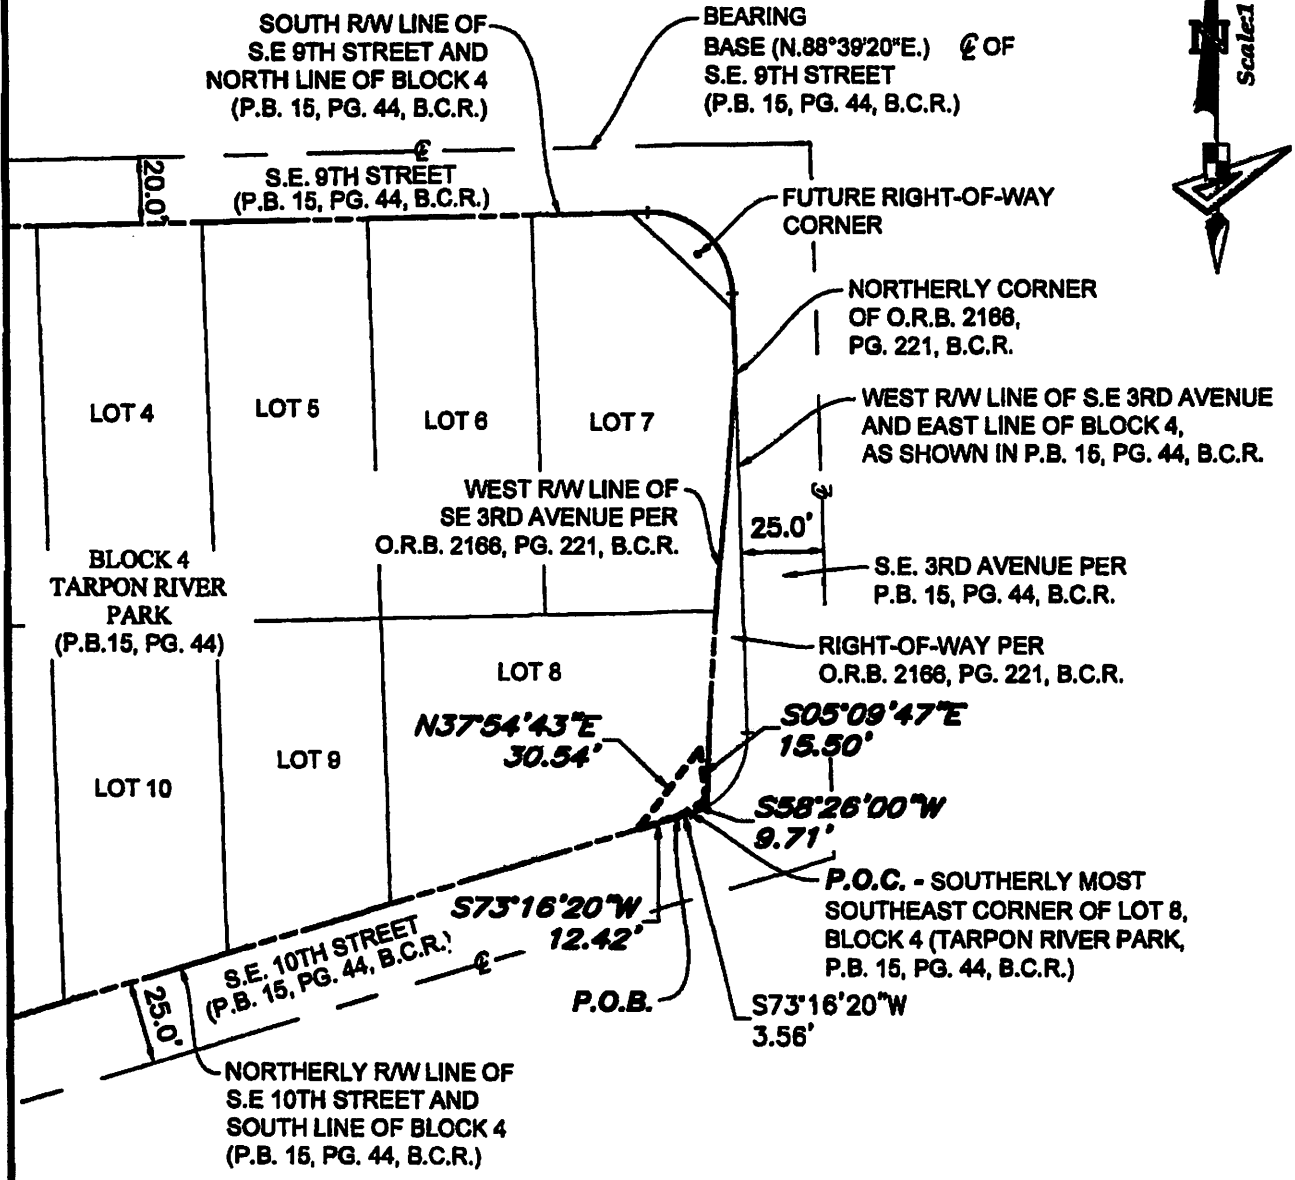 SOUTH R/W LINE OF
S.E 9TH STREET AND
NORTH LINE OF BLOCK 4
(P.B. 15, PG. 44, B.C.R.)
BEARING
BASE (N.88°39'20"E.) ℄ OF
S.E. 9TH STREET
(P.B. 15, PG. 44, B.C.R.)
N
Scale:1
℄
20.0'
S.E. 9TH STREET
(P.B. 15, PG. 44, B.C.R.)
FUTURE RIGHT-OF-WAY
CORNER
NORTHERLY CORNER
OF O.R.B. 2166,
PG. 221, B.C.R.
WEST R/W LINE OF S.E 3RD AVENUE
AND EAST LINE OF BLOCK 4,
AS SHOWN IN P.B. 15, PG. 44, B.C.R.
LOT 4
LOT 5
LOT 6
LOT 7
WEST R/W LINE OF
SE 3RD AVENUE PER
O.R.B. 2166, PG. 221, B.C.R.
℄
25.0'
S.E. 3RD AVENUE PER
P.B. 15, PG. 44, B.C.R.
BLOCK 4
TARPON RIVER
PARK
(P.B.15, PG. 44)
RIGHT-OF-WAY PER
O.R.B. 2166, PG. 221, B.C.R.
LOT 8
N37°54'43"E
30.54'
S05°09'47"E
15.50'
LOT 9
LOT 10
S58°26'00"W
9.71'
P.O.C. - SOUTHERLY MOST
SOUTHEAST CORNER OF LOT 8,
BLOCK 4 (TARPON RIVER PARK,
P.B. 15, PG. 44, B.C.R.)
S73°16'20"W
12.42'
S.E. 10TH STREET
(P.B. 15, PG. 44, B.C.R.)
℄
P.O.B.
S73°16'20"W
3.56'
25.0'
NORTHERLY R/W LINE OF
S.E 10TH STREET AND
SOUTH LINE OF BLOCK 4
(P.B. 15, PG. 44, B.C.R.)